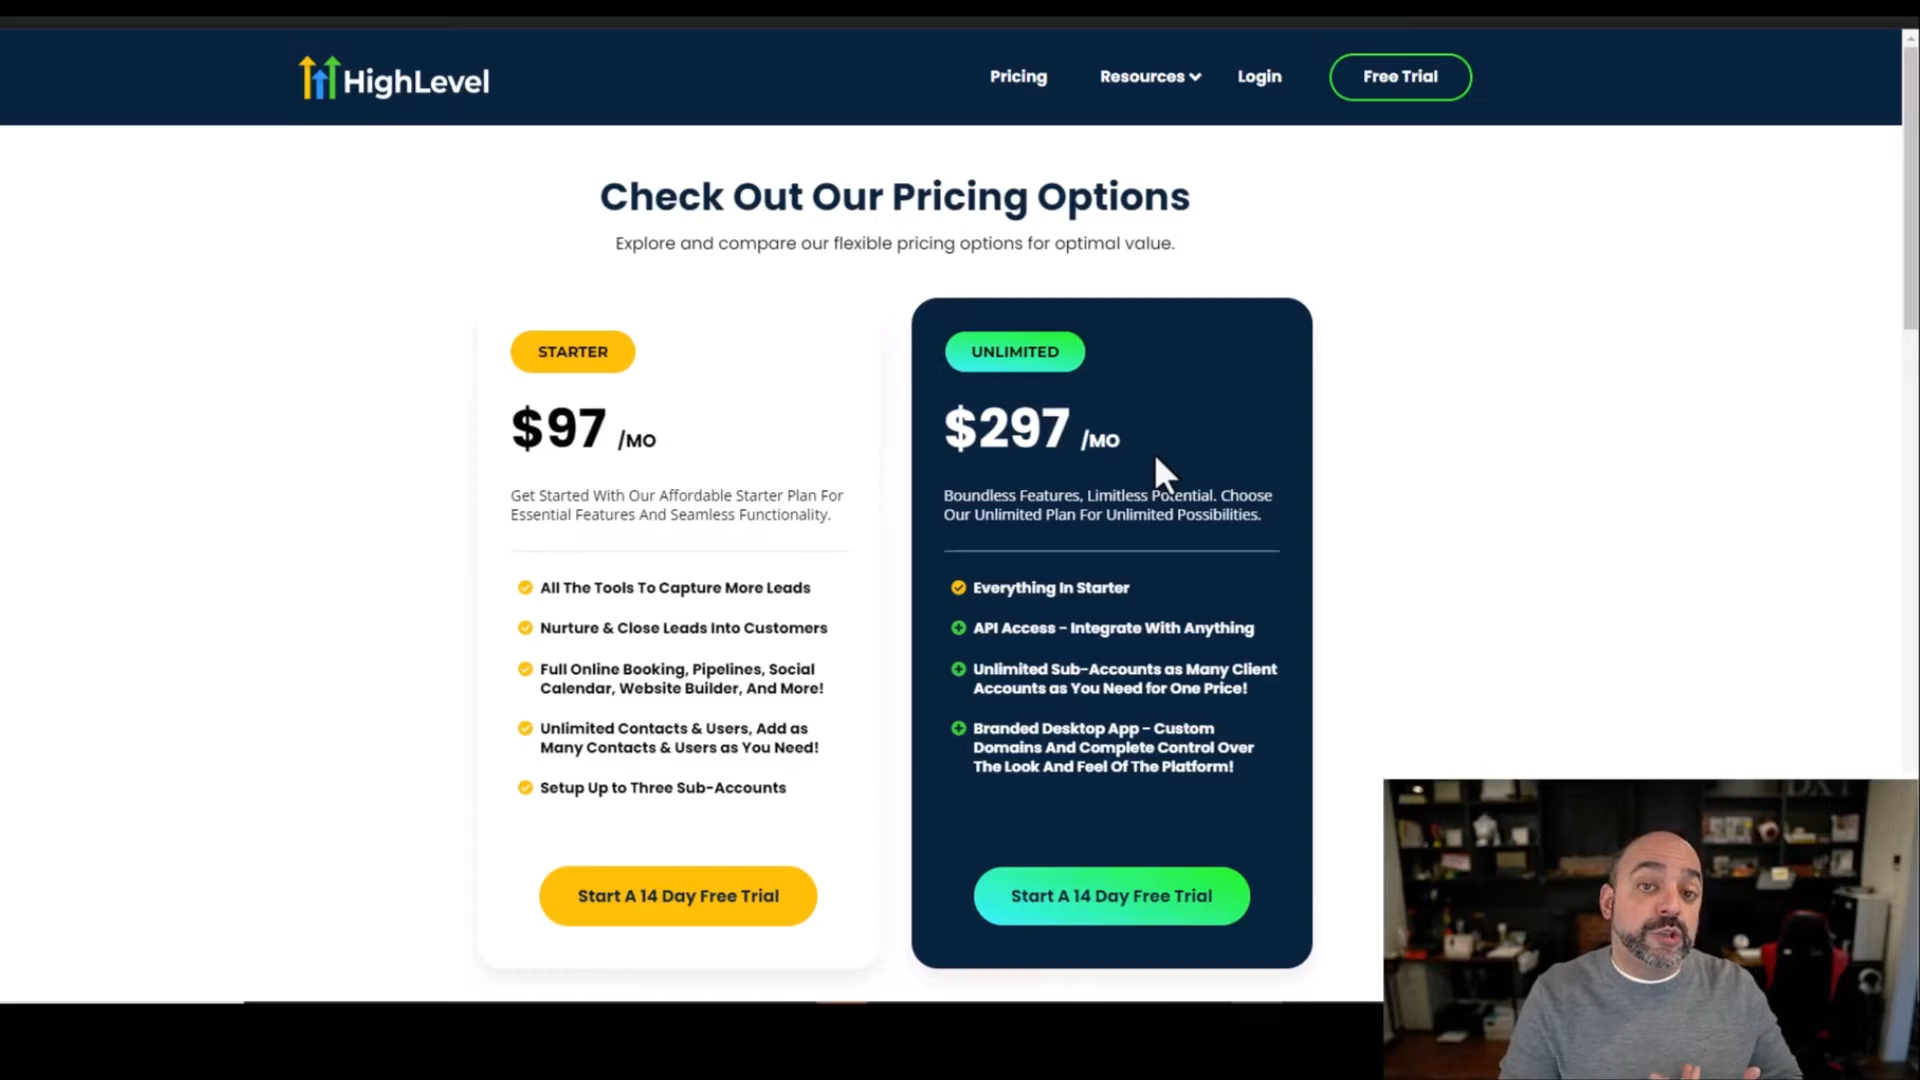 HighLevel
Pricing
Resources
Login
Free Trial
Check Out Our Pricing Options
Explore and compare our flexible pricing options for optimal value.
STARTER
$97 /MO
Get Started With Our Affordable Starter Plan For
Essential Features And Seamless Functionality.
All The Tools To Capture More Leads
Nurture & Close Leads Into Customers
Full Online Booking, Pipelines, Social
Calendar, Website Builder, And More!
Unlimited Contacts & Users, Add as
Many Contacts & Users as You Need!
Setup Up to Three Sub-Accounts
Start A 14 Day Free Trial
UNLIMITED
$297 /MO
Boundless Features, Limitless Potential. Choose
Our Unlimited Plan For Unlimited Possibilities.
Everything In Starter
API Access - Integrate With Anything
Unlimited Sub-Accounts as Many Client
Accounts as You Need for One Price!
Branded Desktop App - Custom
Domains And Complete Control Over
The Look And Feel Of The Platform!
Start A 14 Day Free Trial